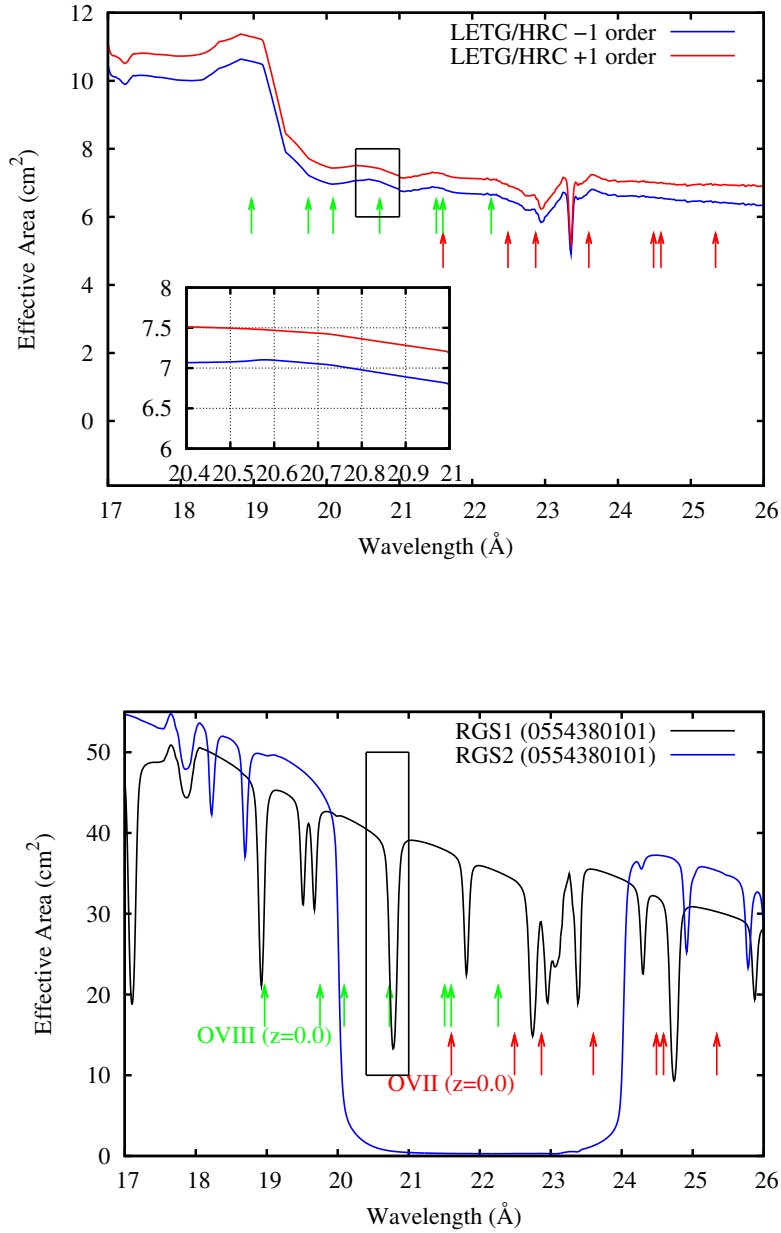 12
10
8
6
4
2
0
Effective Area (cm²)
LETG/HRC −1 order
LETG/HRC +1 order
8
7.5
7
6.5
6
20.4 20.5 20.6 20.7 20.8 20.9 21
17 18 19 20 21 22 23 24 25 26
Wavelength (Å)
50
40
30
20
10
0
Effective Area (cm²)
RGS1 (0554380101)
RGS2 (0554380101)
OVIII (z=0.0)
OVII (z=0.0)
17 18 19 20 21 22 23 24 25 26
Wavelength (Å)